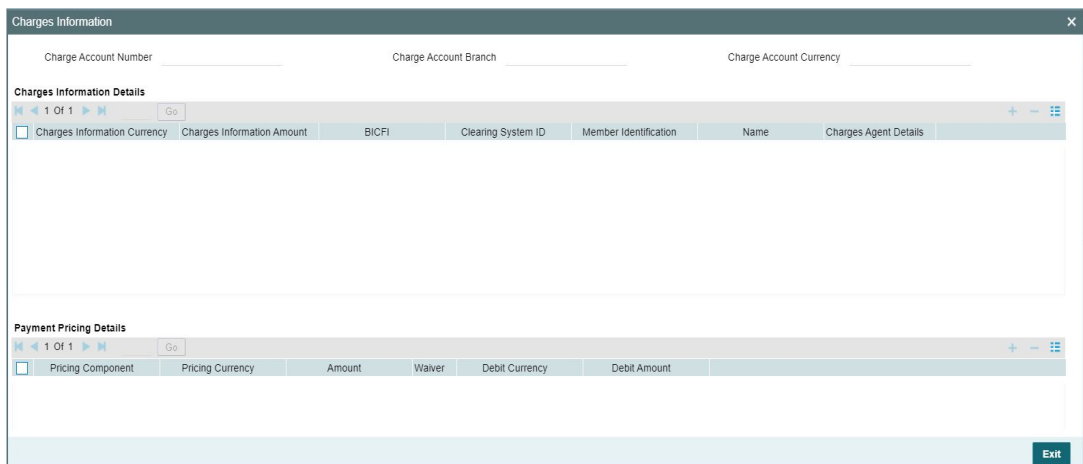 Charges Information
Charge Account Number Charge Account Branch Charge Account Currency
Charges Information Details
1 Of 1 Go
Charges Information Currency Charges Information Amount BICFI Clearing System ID Member Identification Name Charges Agent Details
Payment Pricing Details
1 Of 1 Go
Pricing Component Pricing Currency Amount Waiver Debit Currency Debit Amount
Exit